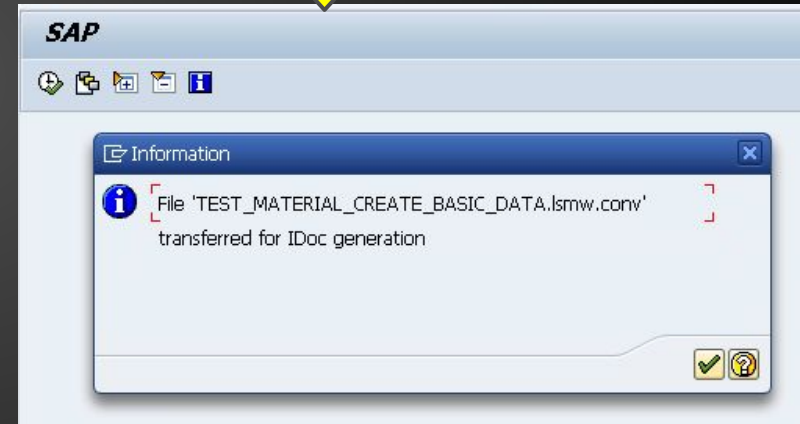 SAP
Information
File 'TEST_MATERIAL_CREATE_BASIC_DATA.lsmw.conv'
transferred for IDoc generation